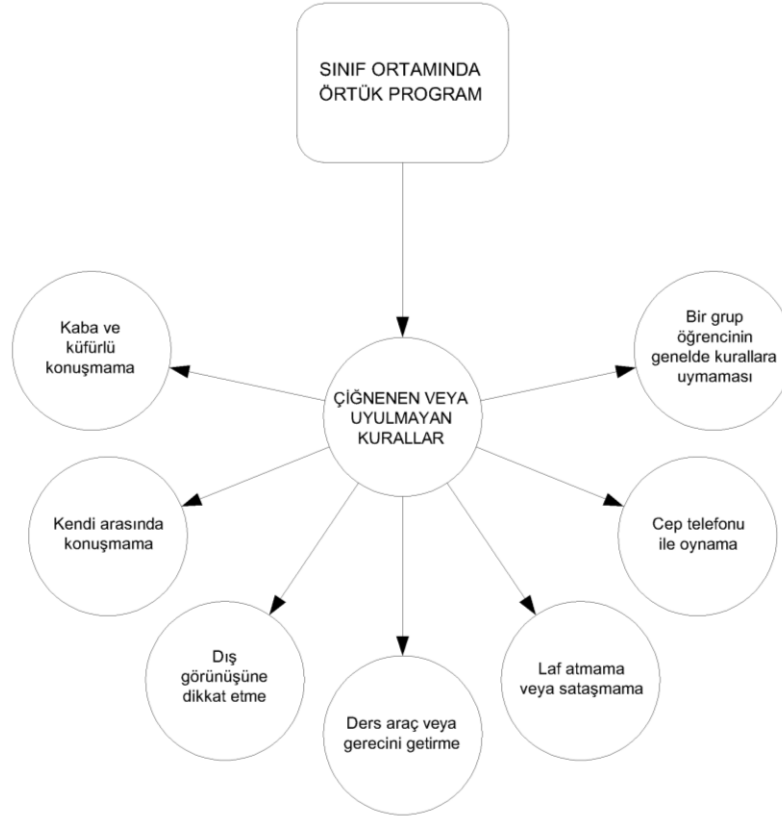 SINIF ORTAMINDA
ÖRTÜK PROGRAM
Kaba ve
küfürlü
konuşmama
Bir grup
öğrencinin
genelde kurallara
uymaması
ÇİĞNENEN VEYA
UYULMAYAN
KURALLAR
Kendi arasında
konuşmama
Cep telefonu
ile oynama
Dış
görünüşüne
dikkat etme
Ders araç veya
gerecini getirme
Laf atmama
veya sataşmama